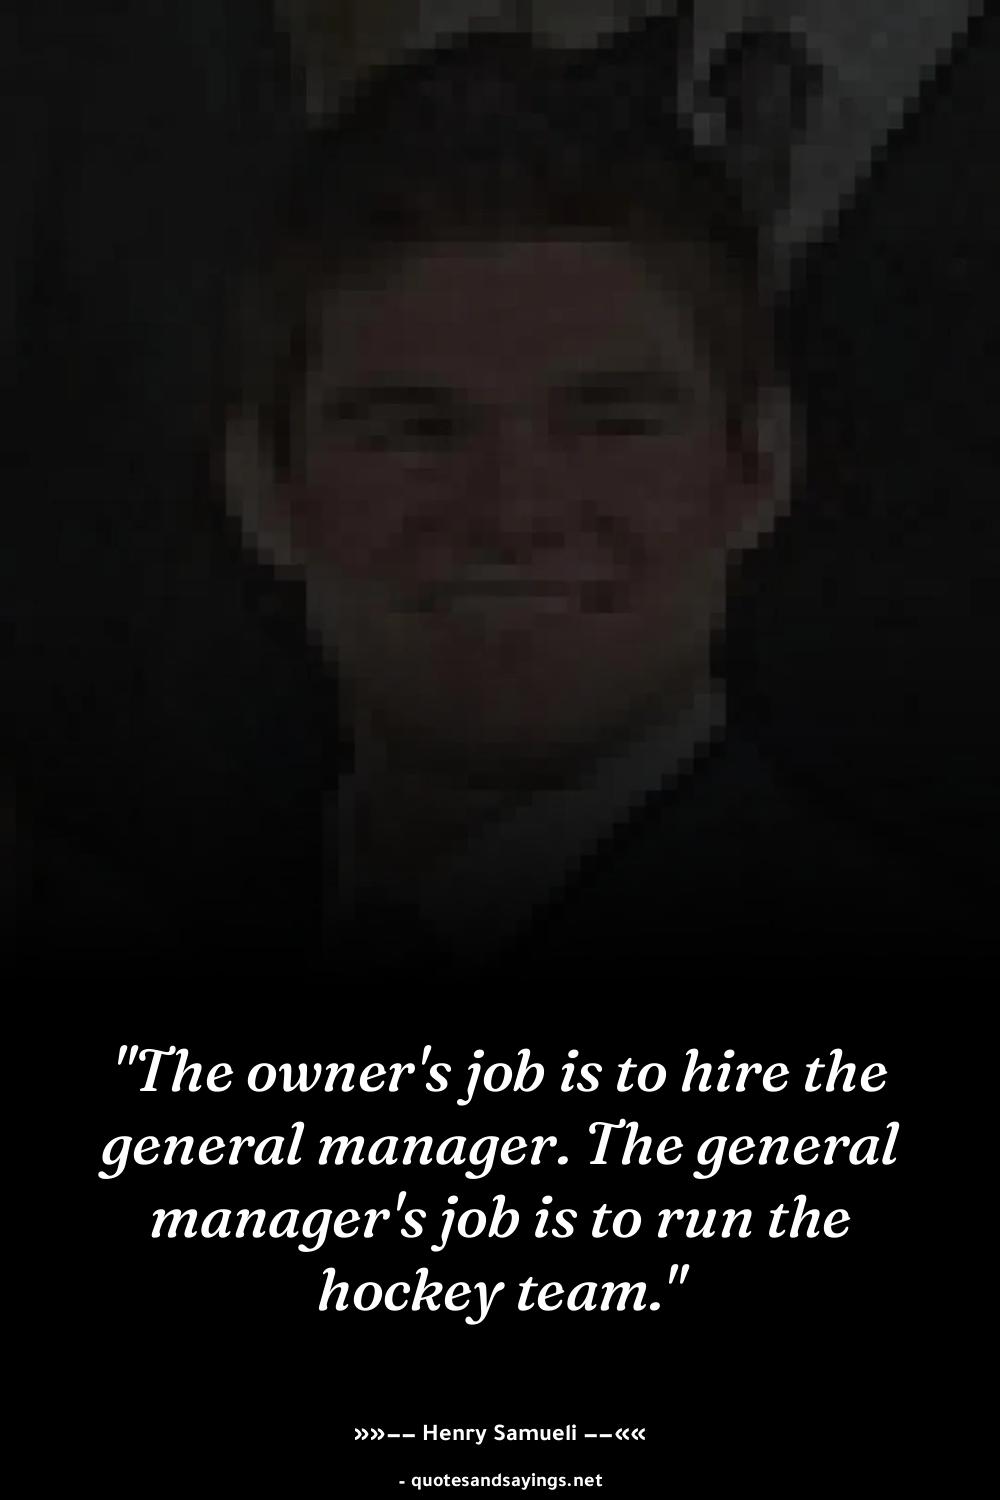 "The owner's job is to hire the
general manager. The general
manager's job is to run the
hockey team."
»»−− Henry Samueli −−««
- quotesandsayings.net